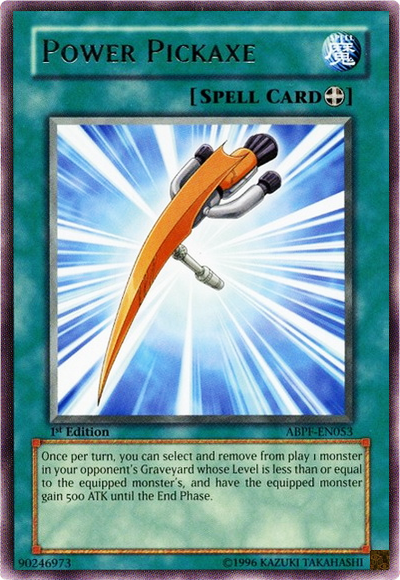 POWER PICKAXE
魔
[SPELL CARD]
1st Edition
ABPF-EN053
Once per turn, you can select and remove from play 1 monster
in your opponent's Graveyard whose Level is less than or equal
to the equipped monster's, and have the equipped monster
gain 500 ATK until the End Phase.
90246973
©1996 KAZUKI TAKAHASHI